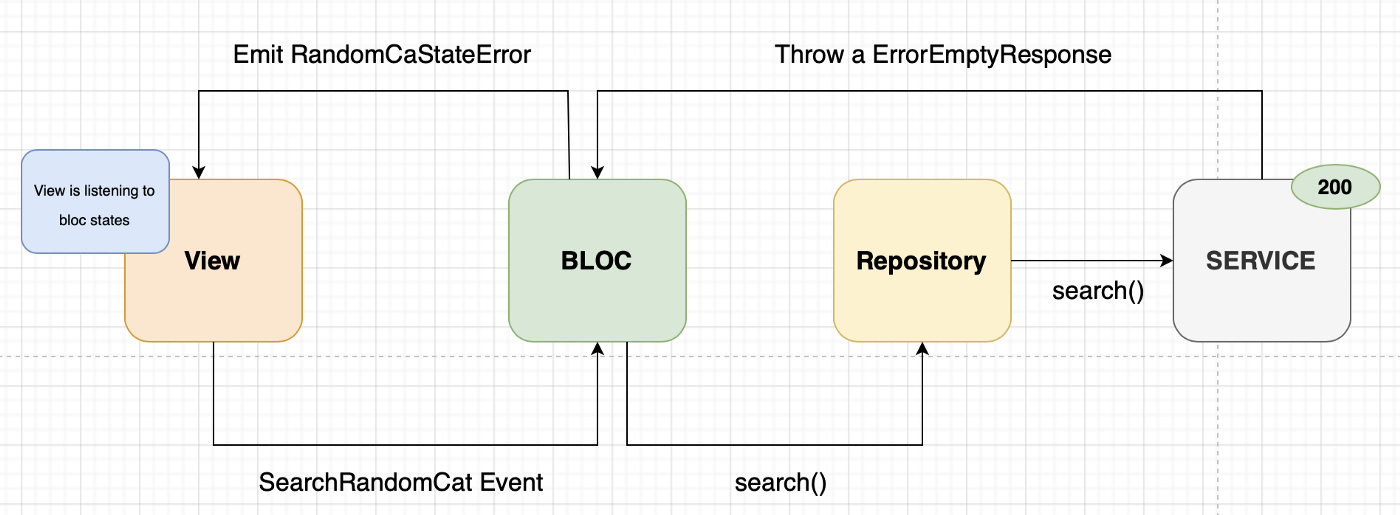 Emit RandomCaStateError
Throw a ErrorEmptyResponse
View is listening to
bloc states
View
BLOC
Repository
search()
SERVICE
200
SearchRandomCat Event
search()